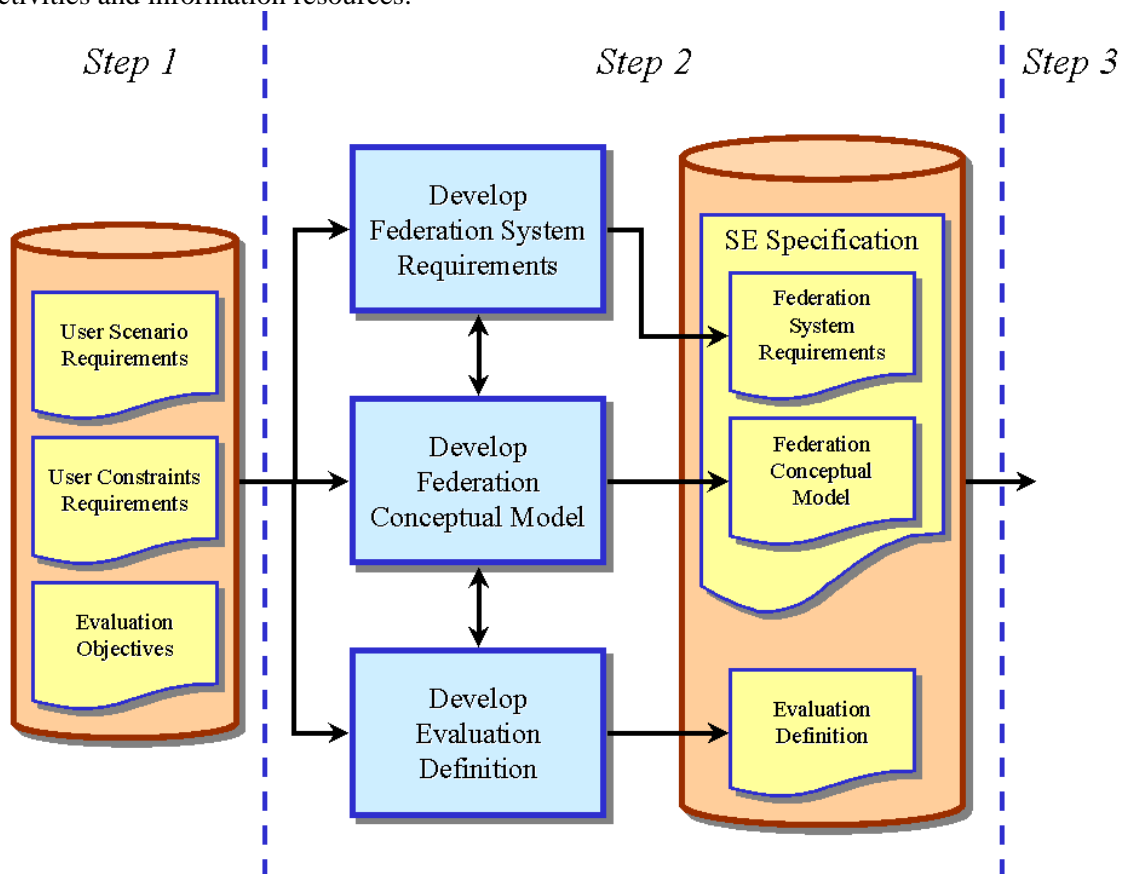 ctivities and information resources.
Step 1
Step 2
Step 3
User Scenario
Requirements
User Constraints
Requirements
Evaluation
Objectives
Develop
Federation System
Requirements
Develop
Federation
Conceptual Model
Develop
Evaluation
Definition
SE Specification
Federation
System
Requirements
Federation
Conceptual
Model
Evaluation
Definition